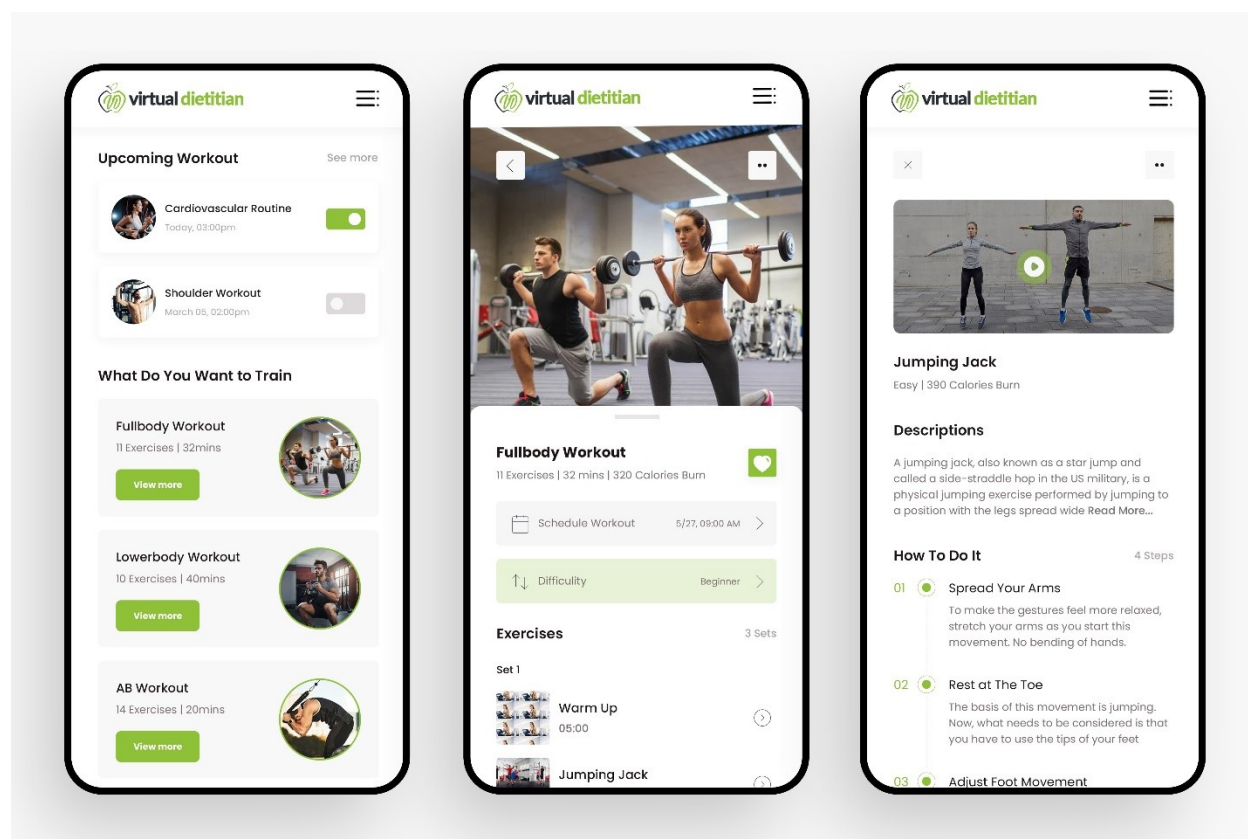 virtual dietitian
Upcoming Workout
See more
Cardiovascular Routine
Today, 03:00pm
Shoulder Workout
March 05, 02:00pm
What Do You Want to Train
Fullbody Workout
11 Exercises | 32mins
View more
Lowerbody Workout
10 Exercises | 40mins
View more
AB Workout
14 Exercises | 20mins
View more
virtual dietitian
Fullbody Workout
11 Exercises | 32 mins | 320 Calories Burn
Schedule Workout
5/27, 09:00 AM
Difficulity
Beginner
Exercises
3 Sets
Set 1
Warm Up
05:00
Jumping Jack
virtual dietitian
Jumping Jack
Easy | 390 Calories Burn
Descriptions
A jumping jack, also known as a star jump and
called a side-straddle hop in the US military, is a
physical jumping exercise performed by jumping to
a position with the legs spread wide Read More...
How To Do It
4 Steps
01 Spread Your Arms
To make the gestures feel more relaxed,
stretch your arms as you start this
movement. No bending of hands.
02 Rest at The Toe
The basis of this movement is jumping.
Now, what needs to be considered is that
you have to use the tips of your feet
03 Adjust Foot Movement